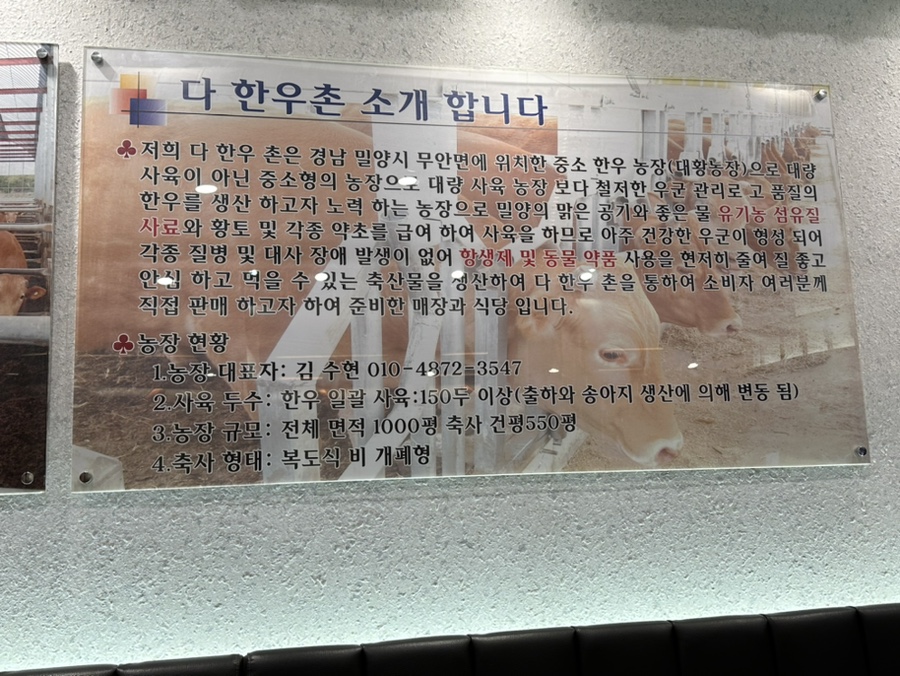 다 한우촌 소개 합니다
저희 다 한우 촌은 경남 밀양시 무안면에 위치한 중소 한우 농장(대황농장)으로 대량
사육이 아닌 중소형의 농장으로 대량 사육 농장 보다 철저한 우군 관리로 고 품질의
한우를 생산 하고자 노력 하는 농장으로 밀양의 맑은 공기와 좋은 물 유기농 섬유질
사료와 황토 및 각종 약초를 급여 하여 사육을 하므로 아주 건강한 우군이 형성 되어
각종 질병 및 대사 장애 발생이 없어 항생제 및 동물 약품 사용을 현저히 줄여 질 좋고
안심 하고 먹을 수 있는 축산물을 생산하여 다 한우 촌을 통하여 소비자 여러분께
직접 판매 하고자 하여 준비한 매장과 식당 입니다.
농장 현황
1.농장 대표자: 김 수현 010-4872-3547
2.사육 두수: 한우 일괄 사육:150두 이상(출하와 송아지 생산에 의해 변동 됨)
3.농장 규모: 전체 면적 1000평 축사 건평550평
4.축사 형태: 복도식 비 개폐형